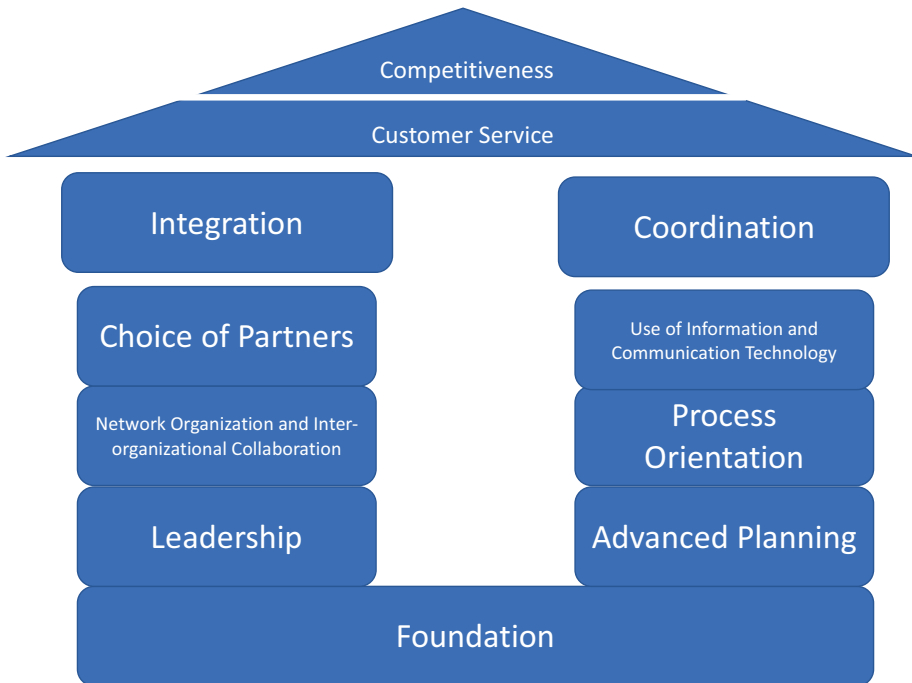 Competitiveness
Customer Service
Integration
Choice of Partners
Network Organization and Inter-
organizational Collaboration
Leadership
Coordination
Use of Information and
Communication Technology
Process
Orientation
Advanced Planning
Foundation